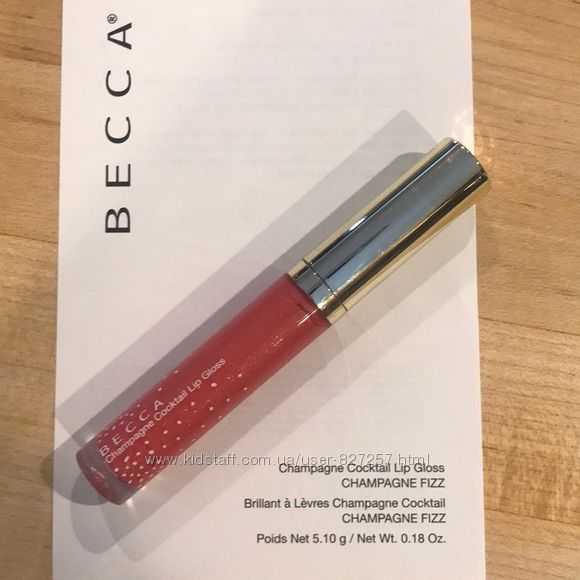 BECCA®
BECCA
Champagne Cocktail Lip Gloss
www.kidstaff.com.ua/user-827257.html
Champagne Cocktail Lip Gloss
CHAMPAGNE FIZZ
Brillant à Lèvres Champagne Cocktail
CHAMPAGNE FIZZ
Poids Net 5.10 g / Net Wt. 0.18 Oz.